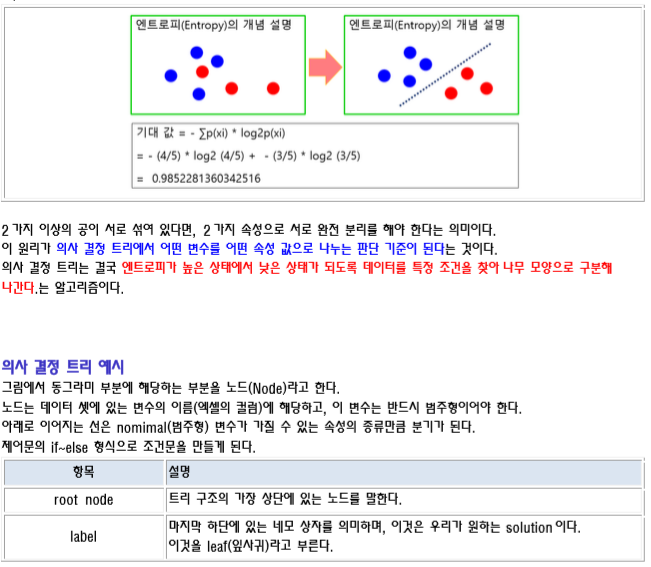 엔트로피(Entropy)의 개념 설명
엔트로피(Entropy)의 개념 설명
기대 값 = - ∑p(xi) * log2p(xi)
= - (4/5) * log2 (4/5) + - (3/5) * log2 (3/5)
= 0.9852281360342516
2가지 이상의 공이 서로 섞여 있다면, 2가지 속성으로 서로 완전 분리를 해야 한다는 의미이다.
이 원리가 의사 결정 트리에서 어떤 변수를 어떤 속성 값으로 나누는 판단 기준이 된다는 것이다.
의사 결정 트리는 결국 엔트로피가 높은 상태에서 낮은 상태가 되도록 데이터를 특정 조건을 찾아 나무 모양으로 구분해
나간다.는 알고리즘이다.
의사 결정 트리 예시
그림에서 동그라미 부분에 해당하는 부분을 노드(Node)라고 한다.
노드는 데이터 셋에 있는 변수의 이름(엑셀의 컬럼)에 해당하고, 이 변수는 반드시 범주형이어야 한다.
아래로 이어지는 선은 nomimal(범주형) 변수가 가질 수 있는 속성의 종류만큼 분기가 된다.
제어문의 if~else 형식으로 조건문을 만들게 된다.
항목 설명
root node 트리 구조의 가장 상단에 있는 노드를 말한다.
label 마지막 하단에 있는 네모 상자를 의미하며, 이것은 우리가 원하는 solution이다.
이것을 leaf(잎사귀)라고 부른다.